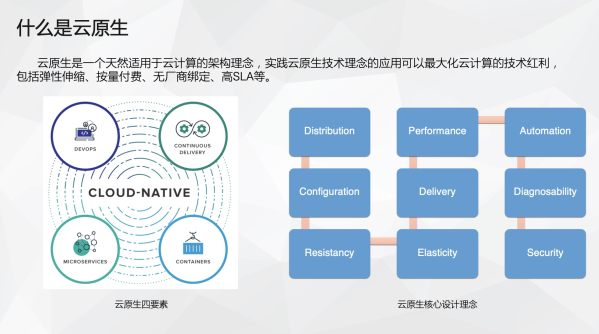 什么是云原生
云原生是一个天然适用于云计算的架构理念，实践云原生技术理念的应用可以最大化云计算的技术红利，
包括弹性伸缩、按量付费、无厂商绑定、高SLA等。
DEVOPS
CONTINUOUS
DELIVERY
CLOUD-NATIVE
MICROSERVICES
CONTAINERS
云原生四要素
Distribution
Performance
Automation
Configuration
Delivery
Diagnosability
Resistancy
Elasticity
Security
云原生核心设计理念